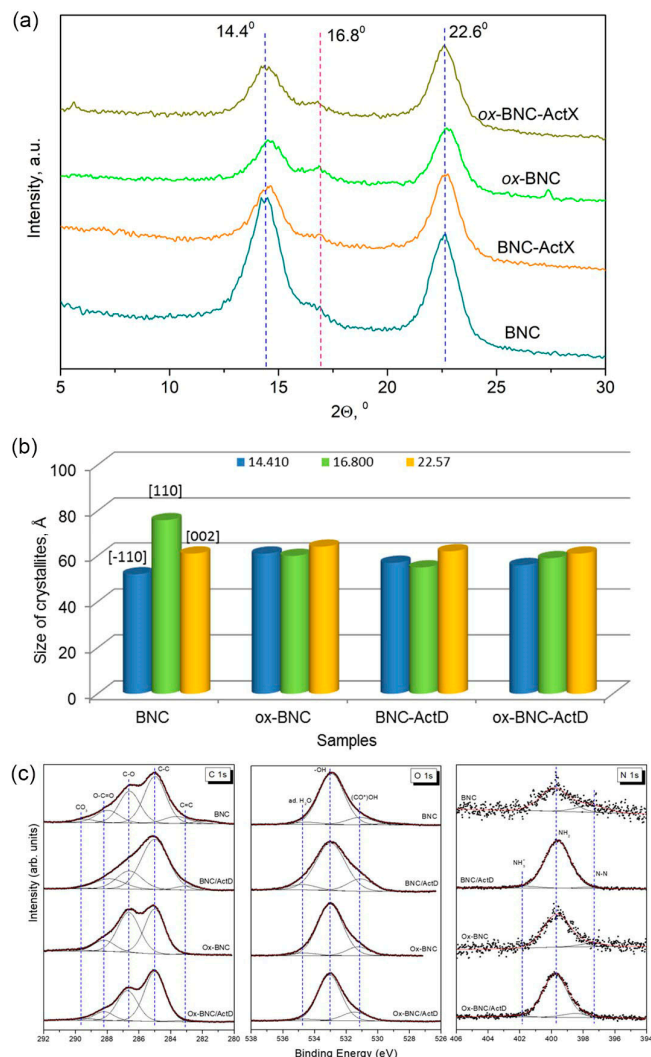 (a)
14.4⁰
16.8⁰
22.6⁰
ox-BNC-ActX
ox-BNC
BNC-ActX
BNC
Intensity, a.u.
5 10 15 20 25 30
2Θ, ⁰
(b)
14.410 16.800 22.57
100
80
60
40
20
0
Size of crystallites, Å
[-110]
[110]
[002]
BNC ox-BNC BNC-ActD ox-BNC-ActD
Samples
(c)
Intensity (arb. units)
C 1s
CO₃
O-C=O
C-O
C-C
C=C
BNC
BNC/ActD
Ox-BNC
Ox-BNC/ActD
292 290 288 286 284 282 280
O 1s
-OH
ad. H₂O
(CO*)OH
BNC
BNC/ActD
Ox-BNC
Ox-BNC/ActD
538 536 534 532 530 528 526
N 1s
BNC
NH₂
BNC/ActD
N-N
Ox-BNC
Ox-BNC/ActD
406 404 402 400 398 396 394
Binding Energy (eV)